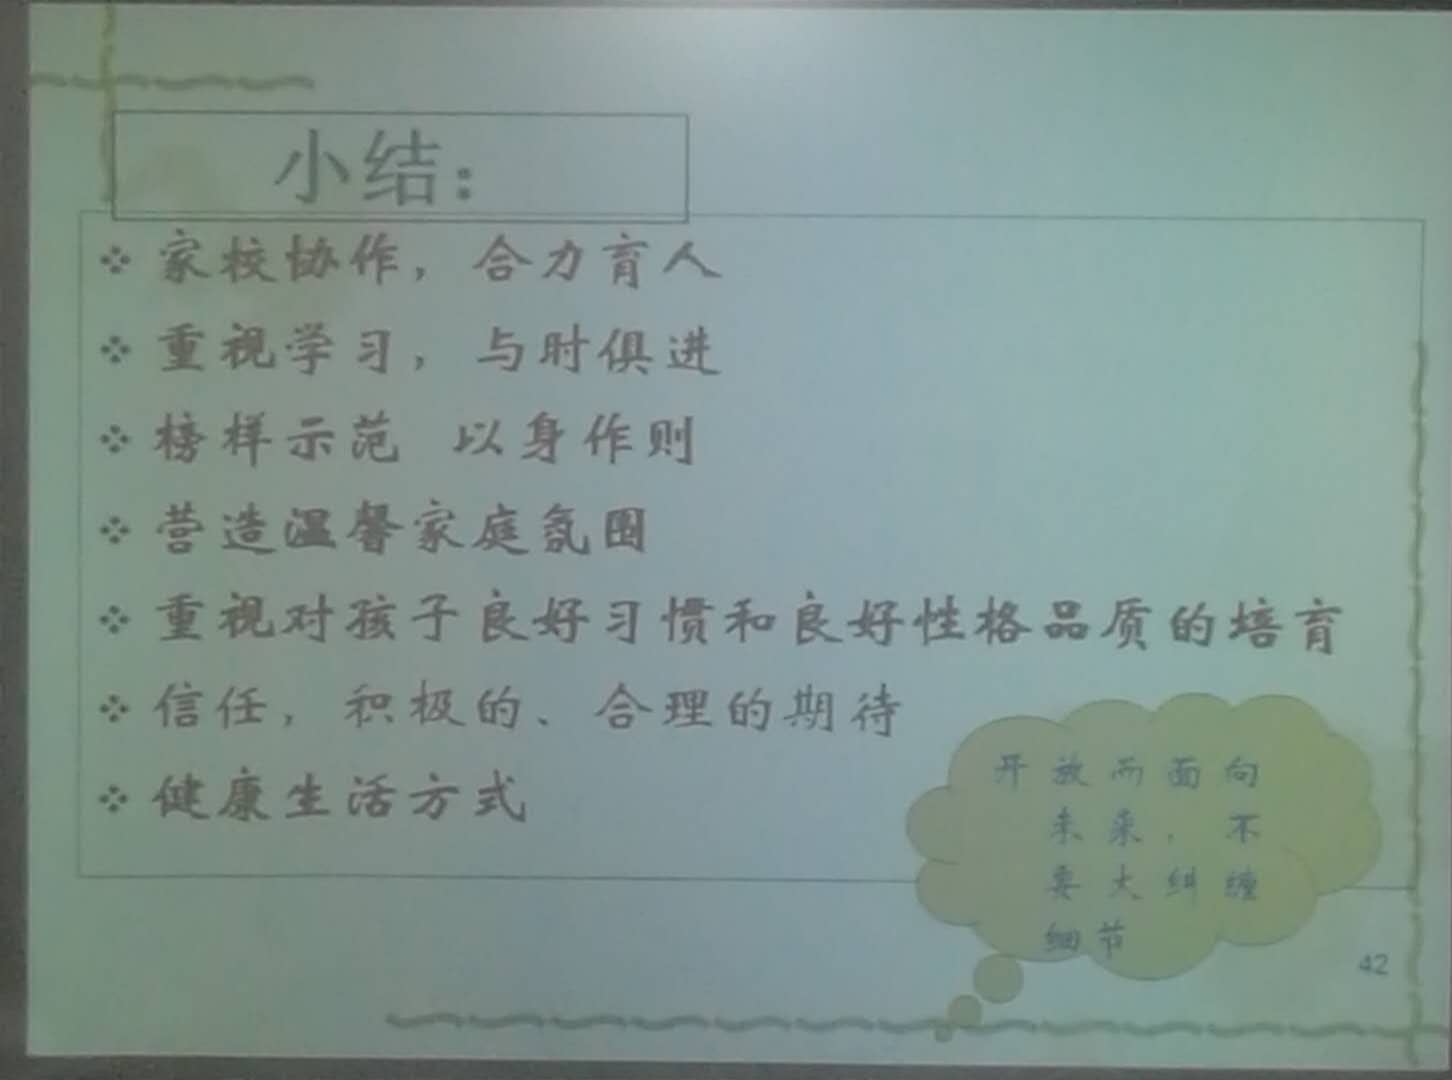 小结：
家校协作，合力育人
重视学习，与时俱进
榜样示范 以身作则
营造温馨家庭氛围
重视对孩子良好习惯和良好性格品质的培育
信任，积极的、合理的期待
健康生活方式
开放而面向
未来，不
要大纠缠
细节
42